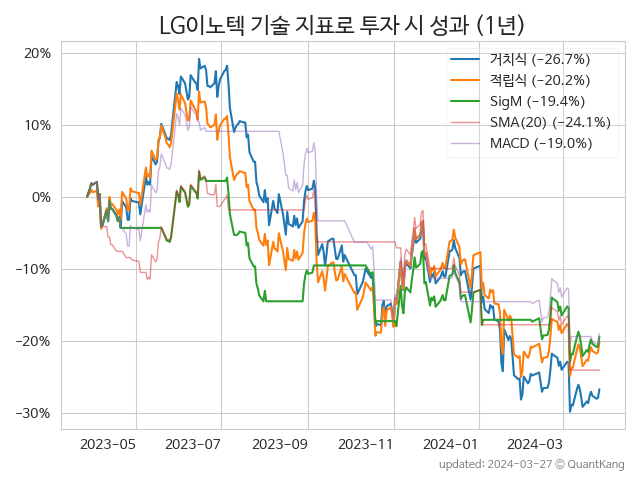 LG이노텍 기술 지표로 투자 시 성과 (1년)
거치식 (−26.7%)
적립식 (−20.2%)
SigM (−19.4%)
SMA(20) (−24.1%)
MACD (−19.0%)
20%
10%
0%
−10%
−20%
−30%
2023-05 2023-07 2023-09 2023-11 2024-01 2024-03
updated: 2024-03-27 © QuantKang